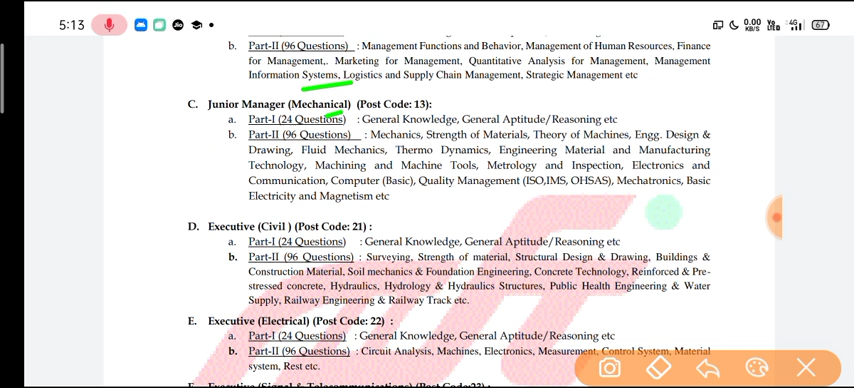 5:13
Jio
0.00
KB/S
4G
67
b. Part-II (96 Questions) : Management Functions and Behavior, Management of Human Resources, Finance
for Management,. Marketing for Management, Quantitative Analysis for Management, Management
Information Systems, Logistics and Supply Chain Management, Strategic Management etc
C. Junior Manager (Mechanical) (Post Code: 13):
a. Part-I (24 Questions) : General Knowledge, General Aptitude/Reasoning etc
b. Part-II (96 Questions) : Mechanics, Strength of Materials, Theory of Machines, Engg. Design &
Drawing, Fluid Mechanics, Thermo Dynamics, Engineering Material and Manufacturing
Technology, Machining and Machine Tools, Metrology and Inspection, Electronics and
Communication, Computer (Basic), Quality Management (ISO,IMS, OHSAS), Mechatronics, Basic
Electricity and Magnetism etc
D. Executive (Civil ) (Post Code: 21) :
a. Part-I (24 Questions) : General Knowledge, General Aptitude/Reasoning etc
b. Part-II (96 Questions) : Surveying, Strength of material, Structural Design & Drawing, Buildings &
Construction Material, Soil mechanics & Foundation Engineering, Concrete Technology, Reinforced & Pre-
stressed concrete, Hydraulics, Hydrology & Hydraulics Structures, Public Health Engineering & Water
Supply, Railway Engineering & Railway Track etc.
E. Executive (Electrical) (Post Code: 22) :
a. Part-I (24 Questions) : General Knowledge, General Aptitude/Reasoning etc
b. Part-II (96 Questions) : Circuit Analysis, Machines, Electronics, Measurement, Control System, Material
system, Rest etc.
F. Executive (Signal & Telecommunications) (Post Code:23) :